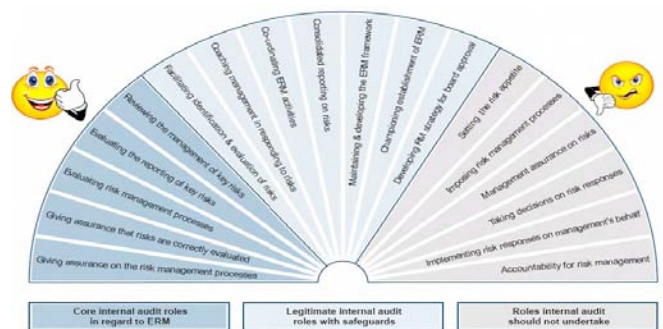 Giving assurance on the risk management processes
Giving assurance that risks are correctly evaluated
Evaluating risk management processes
Evaluating the reporting of key risks
Reviewing the management of key risks
Facilitating identification & evaluation of risks
Coaching management in responding to risks
Co-ordinating ERM activities
Consolidated reporting on risks
Maintaining & developing the ERM framework
Championing establishment of ERM
Developing RM strategy for board approval
Setting the risk appetite
Imposing risk management processes
Management assurance on risks
Taking decisions on risk responses
Implementing risk responses on management's behalf
Accountability for risk management
Core internal audit roles
in regard to ERM
Legitimate internal audit
roles with safeguards
Roles internal audit
should not undertake